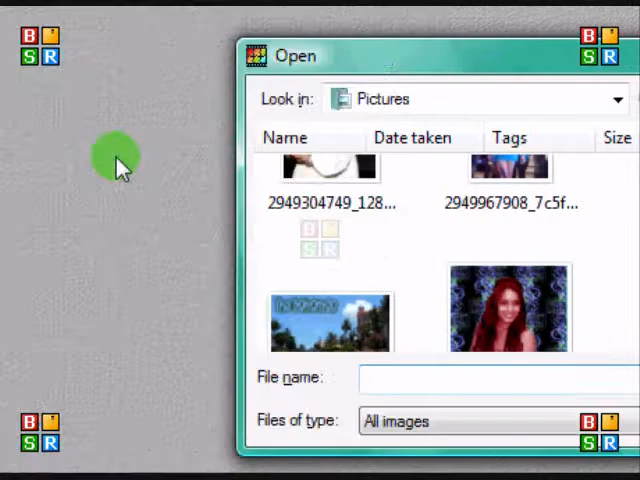 B
S R
B
S R
Open
Look in: Pictures
Name Date taken Tags Size
2949304749_128... 2949967908_7c5f...
B
S R
File name:
Files of type: All images
B
S R
B
S R